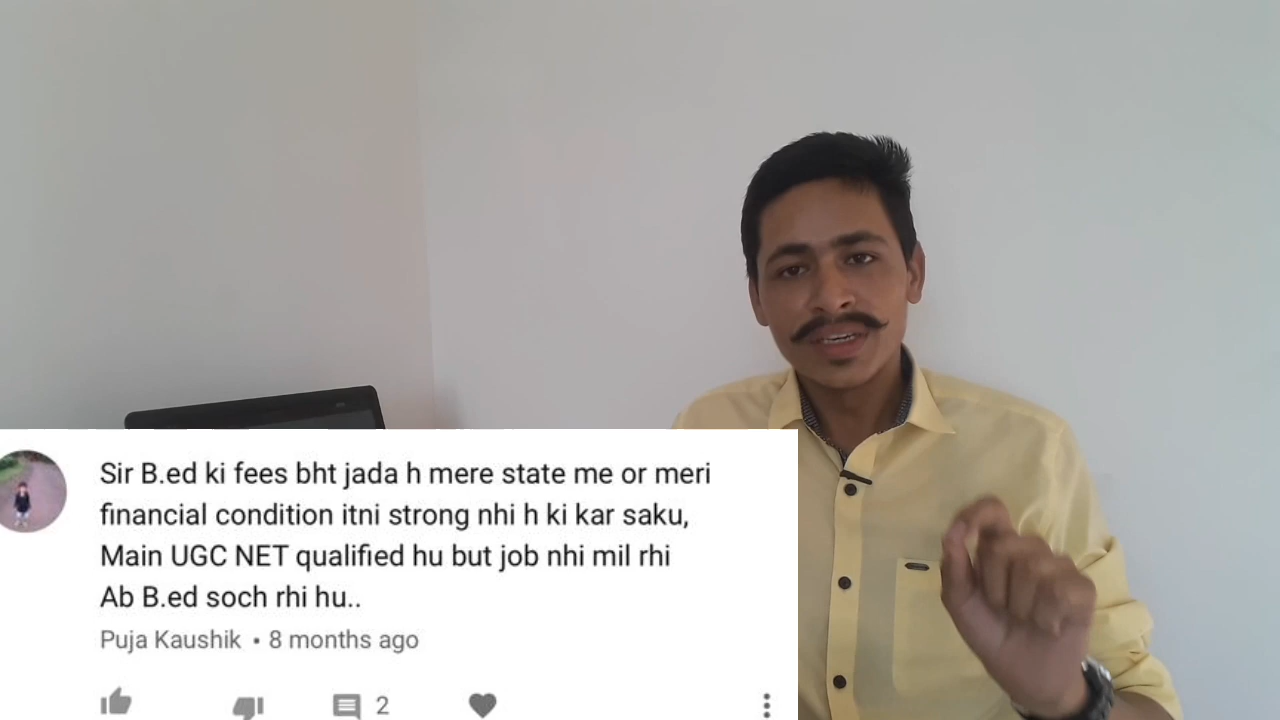 Sir B.ed ki fees bht jada h mere state me or meri
financial condition itni strong nhi h ki kar saku,
Main UGC NET qualified hu but job nhi mil rhi
Ab B.ed soch rhi hu..
Puja Kaushik • 8 months ago
2